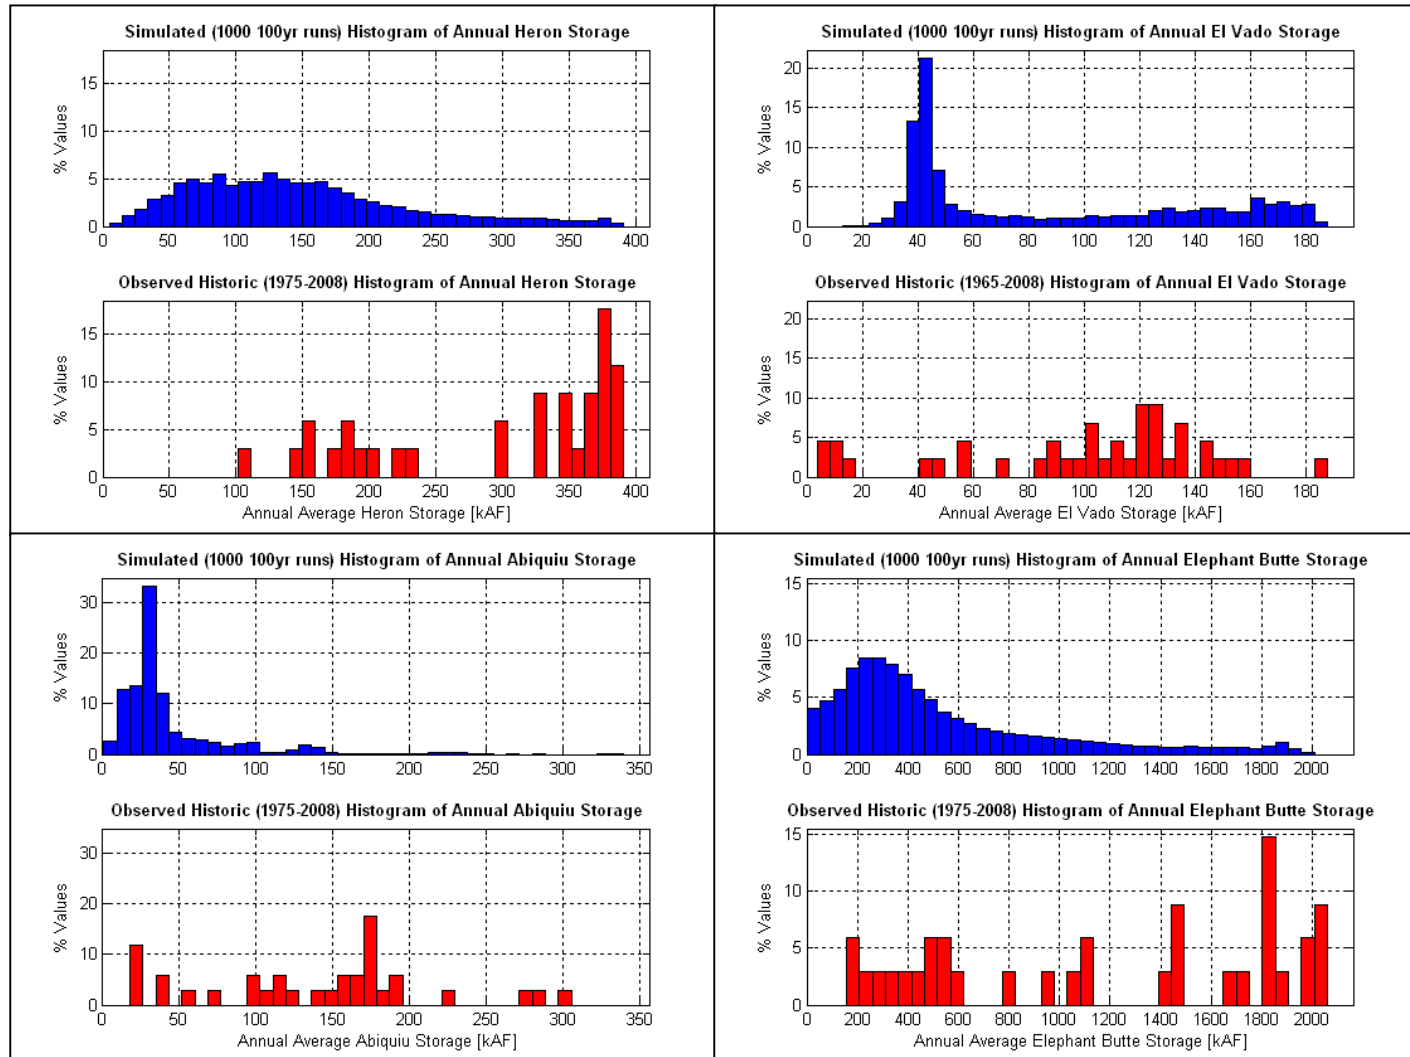 Simulated (1000 100yr runs) Histogram of Annual Heron Storage
15
10
5
0
% Values
0 50 100 150 200 250 300 350 400
Observed Historic (1975-2008) Histogram of Annual Heron Storage
15
10
5
0
% Values
0 50 100 150 200 250 300 350 400
Annual Average Heron Storage [kAF]
Simulated (1000 100yr runs) Histogram of Annual El Vado Storage
20
15
10
5
0
% Values
0 20 40 60 80 100 120 140 160 180
Observed Historic (1965-2008) Histogram of Annual El Vado Storage
20
15
10
5
0
% Values
0 20 40 60 80 100 120 140 160 180
Annual Average El Vado Storage [kAF]
Simulated (1000 100yr runs) Histogram of Annual Abiquiu Storage
30
20
10
0
% Values
0 50 100 150 200 250 300 350
Observed Historic (1975-2008) Histogram of Annual Abiquiu Storage
30
20
10
0
% Values
0 50 100 150 200 250 300 350
Annual Average Abiquiu Storage [kAF]
Simulated (1000 100yr runs) Histogram of Annual Elephant Butte Storage
15
10
5
0
% Values
0 200 400 600 800 1000 1200 1400 1600 1800 2000
Observed Historic (1975-2008) Histogram of Annual Elephant Butte Storage
15
10
5
0
% Values
0 200 400 600 800 1000 1200 1400 1600 1800 2000
Annual Average Elephant Butte Storage [kAF]